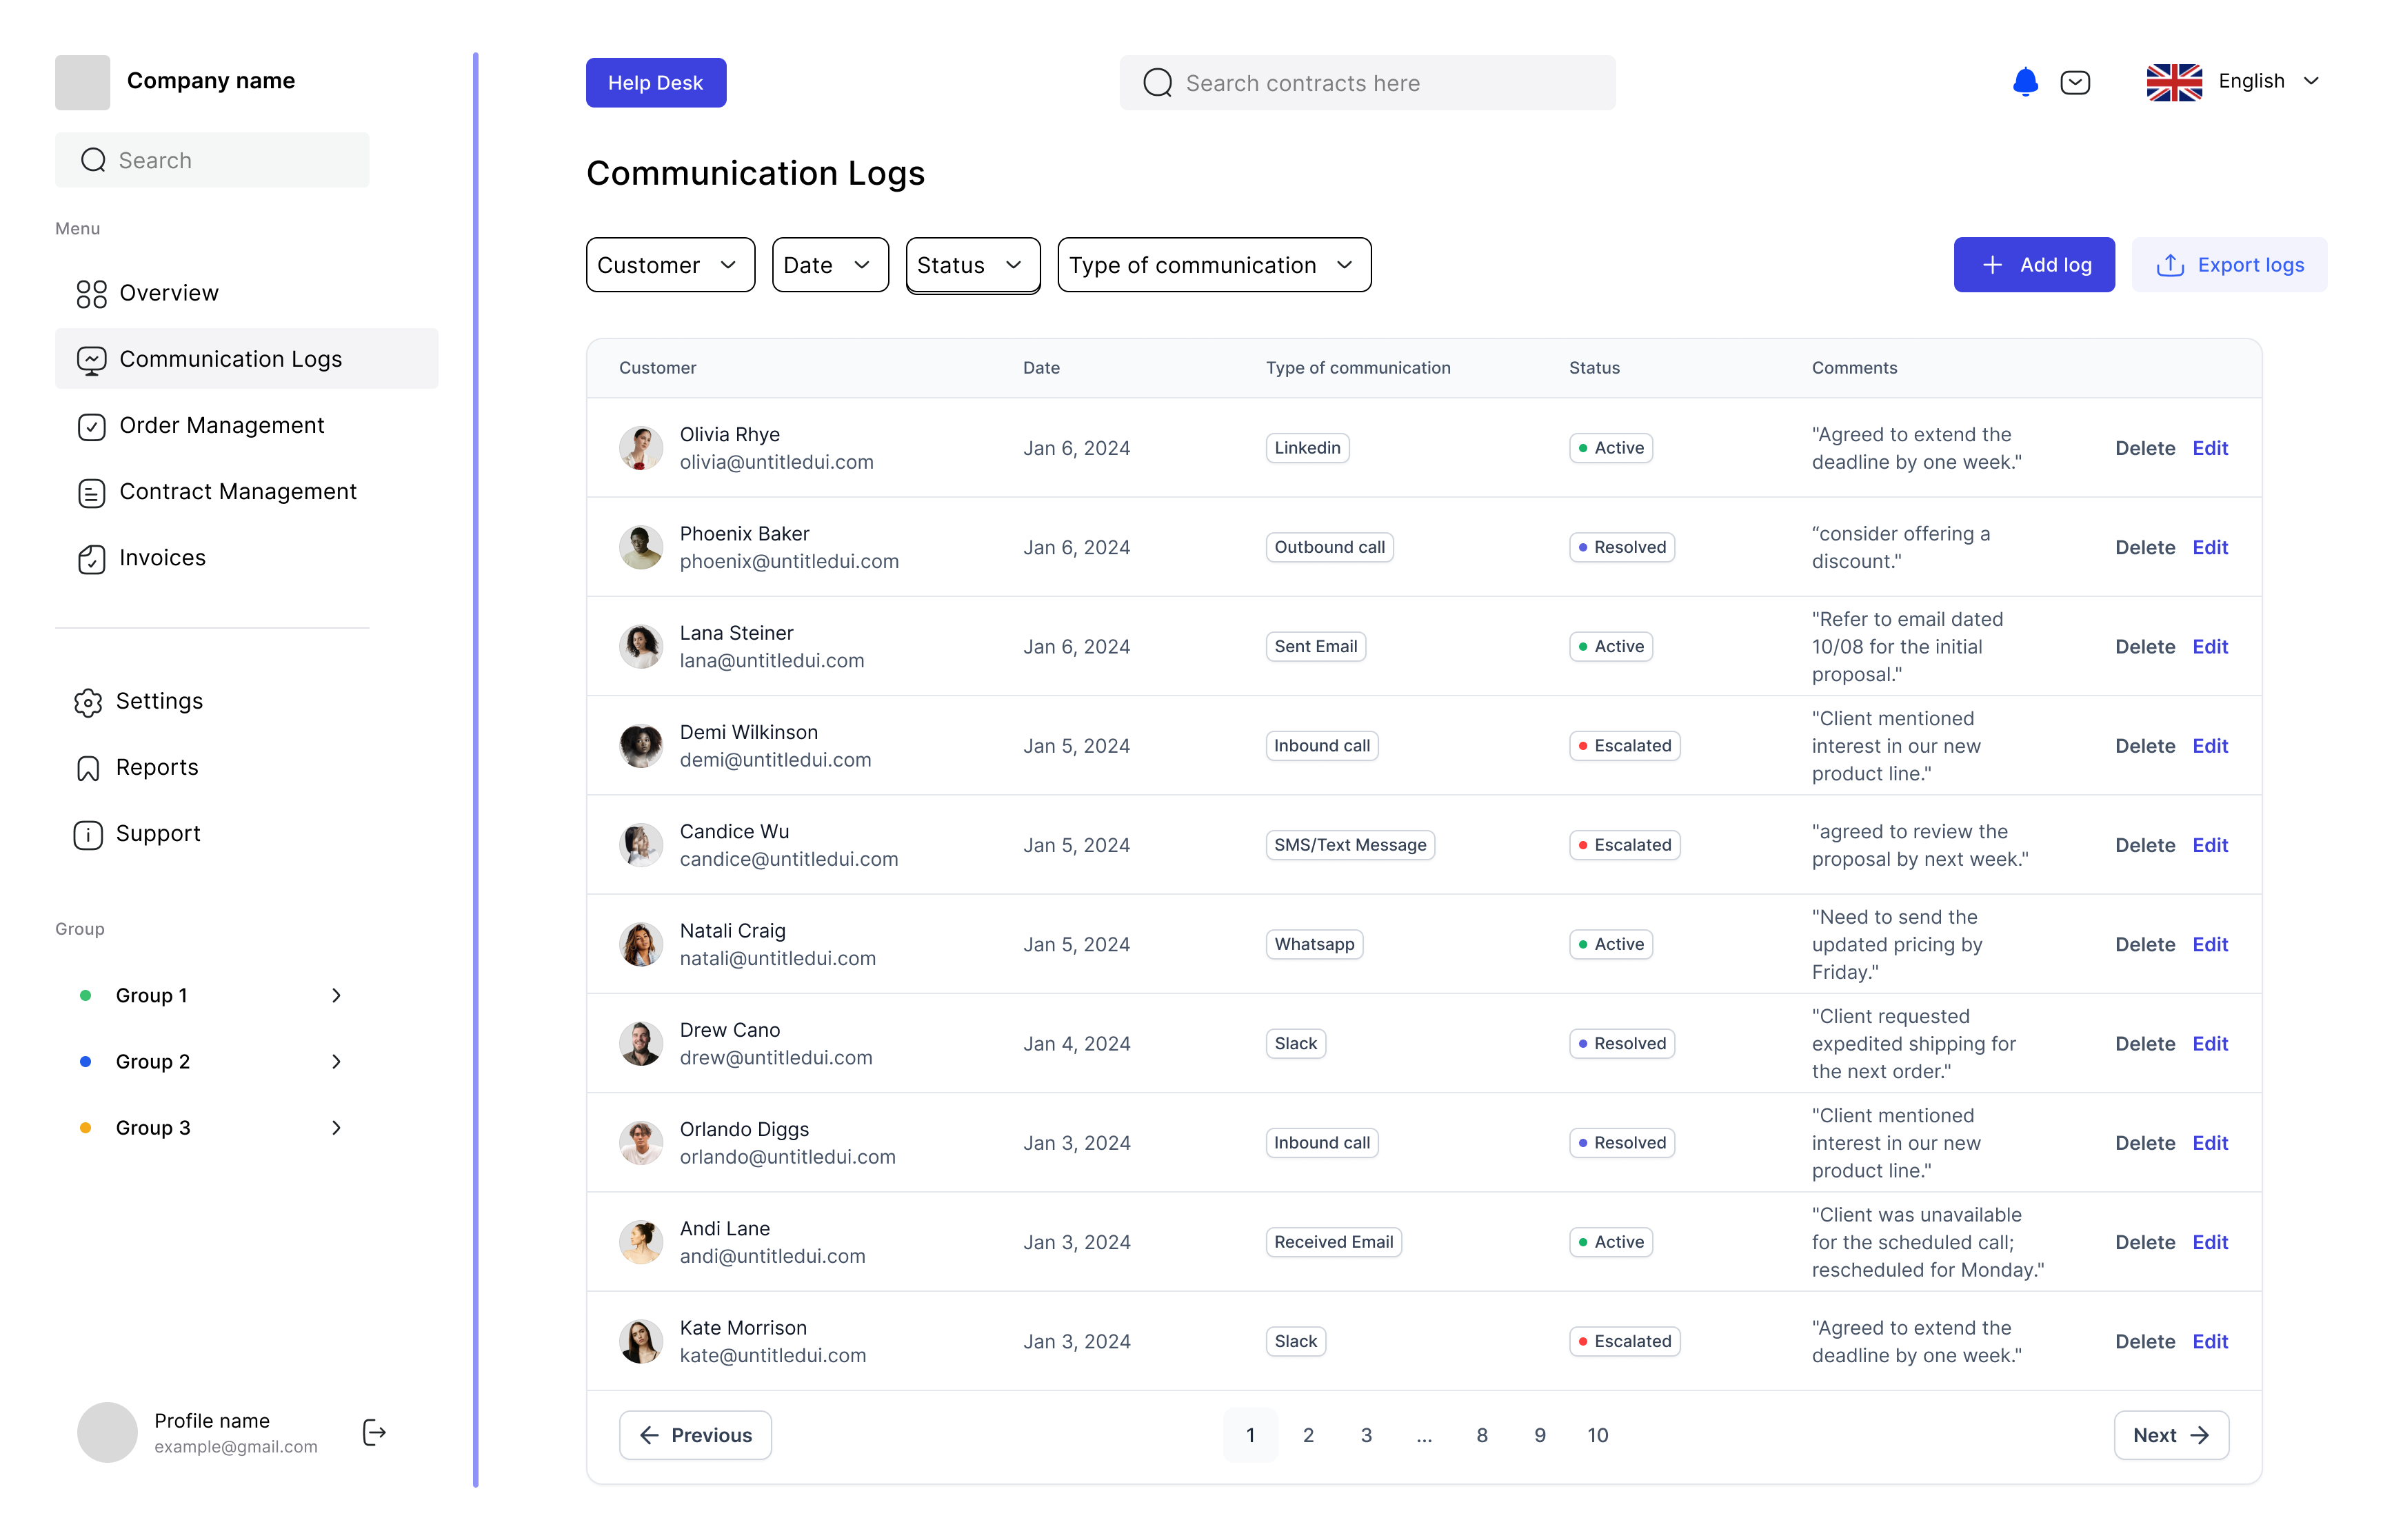 Company name
Search
Menu
Overview
Communication Logs
Order Management
Contract Management
Invoices
Settings
Reports
Support
Group
Group 1
Group 2
Group 3
Profile name
example@gmail.com
Help Desk
Search contracts here
English
Communication Logs
Customer
Date
Status
Type of communication
Add log
Export logs
Customer Date Type of communication Status Comments
Olivia Rhye
olivia@untitledui.com
Jan 6, 2024
Linkedin
Active
"Agreed to extend the
deadline by one week."
Delete Edit
Phoenix Baker
phoenix@untitledui.com
Jan 6, 2024
Outbound call
Resolved
“consider offering a
discount."
Delete Edit
Lana Steiner
lana@untitledui.com
Jan 6, 2024
Sent Email
Active
"Refer to email dated
10/08 for the initial
proposal."
Delete Edit
Demi Wilkinson
demi@untitledui.com
Jan 5, 2024
Inbound call
Escalated
"Client mentioned
interest in our new
product line."
Delete Edit
Candice Wu
candice@untitledui.com
Jan 5, 2024
SMS/Text Message
Escalated
"agreed to review the
proposal by next week."
Delete Edit
Natali Craig
natali@untitledui.com
Jan 5, 2024
Whatsapp
Active
"Need to send the
updated pricing by
Friday."
Delete Edit
Drew Cano
drew@untitledui.com
Jan 4, 2024
Slack
Resolved
"Client requested
expedited shipping for
the next order."
Delete Edit
Orlando Diggs
orlando@untitledui.com
Jan 3, 2024
Inbound call
Resolved
"Client mentioned
interest in our new
product line."
Delete Edit
Andi Lane
andi@untitledui.com
Jan 3, 2024
Received Email
Active
"Client was unavailable
for the scheduled call;
rescheduled for Monday."
Delete Edit
Kate Morrison
kate@untitledui.com
Jan 3, 2024
Slack
Escalated
"Agreed to extend the
deadline by one week."
Delete Edit
Previous
1 2 3 ... 8 9 10
Next